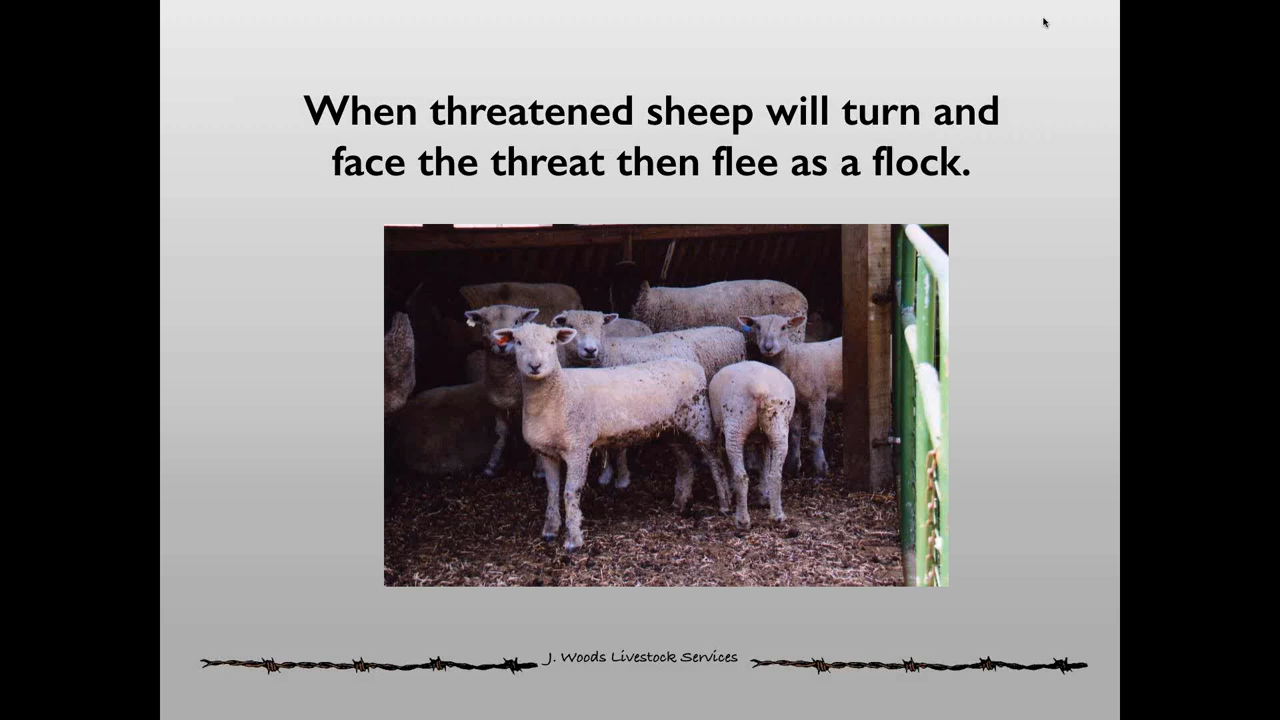 When threatened sheep will turn and
face the threat then flee as a flock.
J. Woods Livestock Services